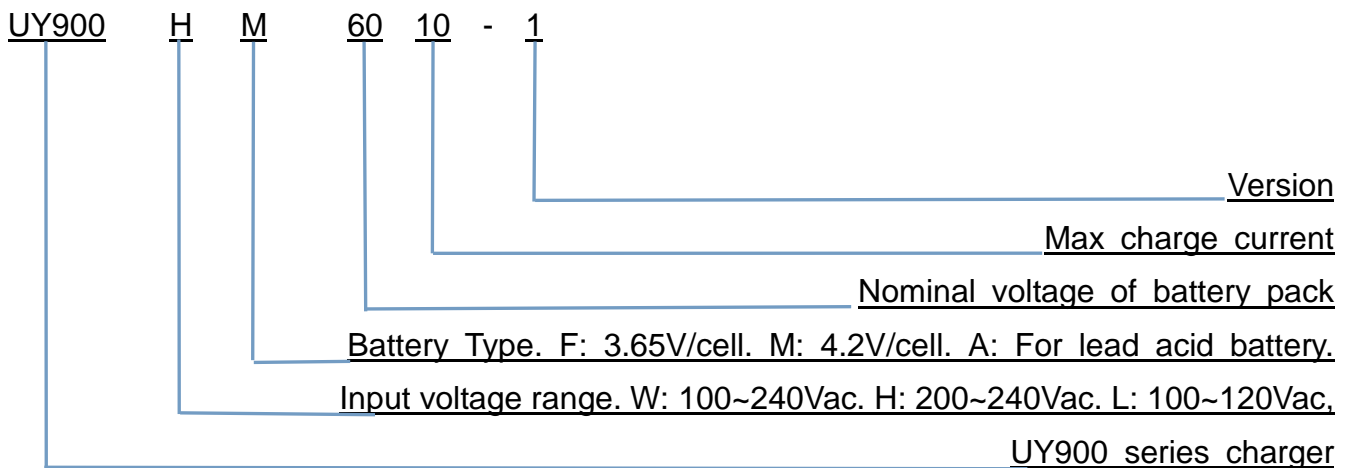 UY900 H M 60 10 - 1
Version
Max charge current
Nominal voltage of battery pack
Battery Type. F: 3.65V/cell. M: 4.2V/cell. A: For lead acid battery.
Input voltage range. W: 100~240Vac. H: 200~240Vac. L: 100~120Vac,
UY900 series charger